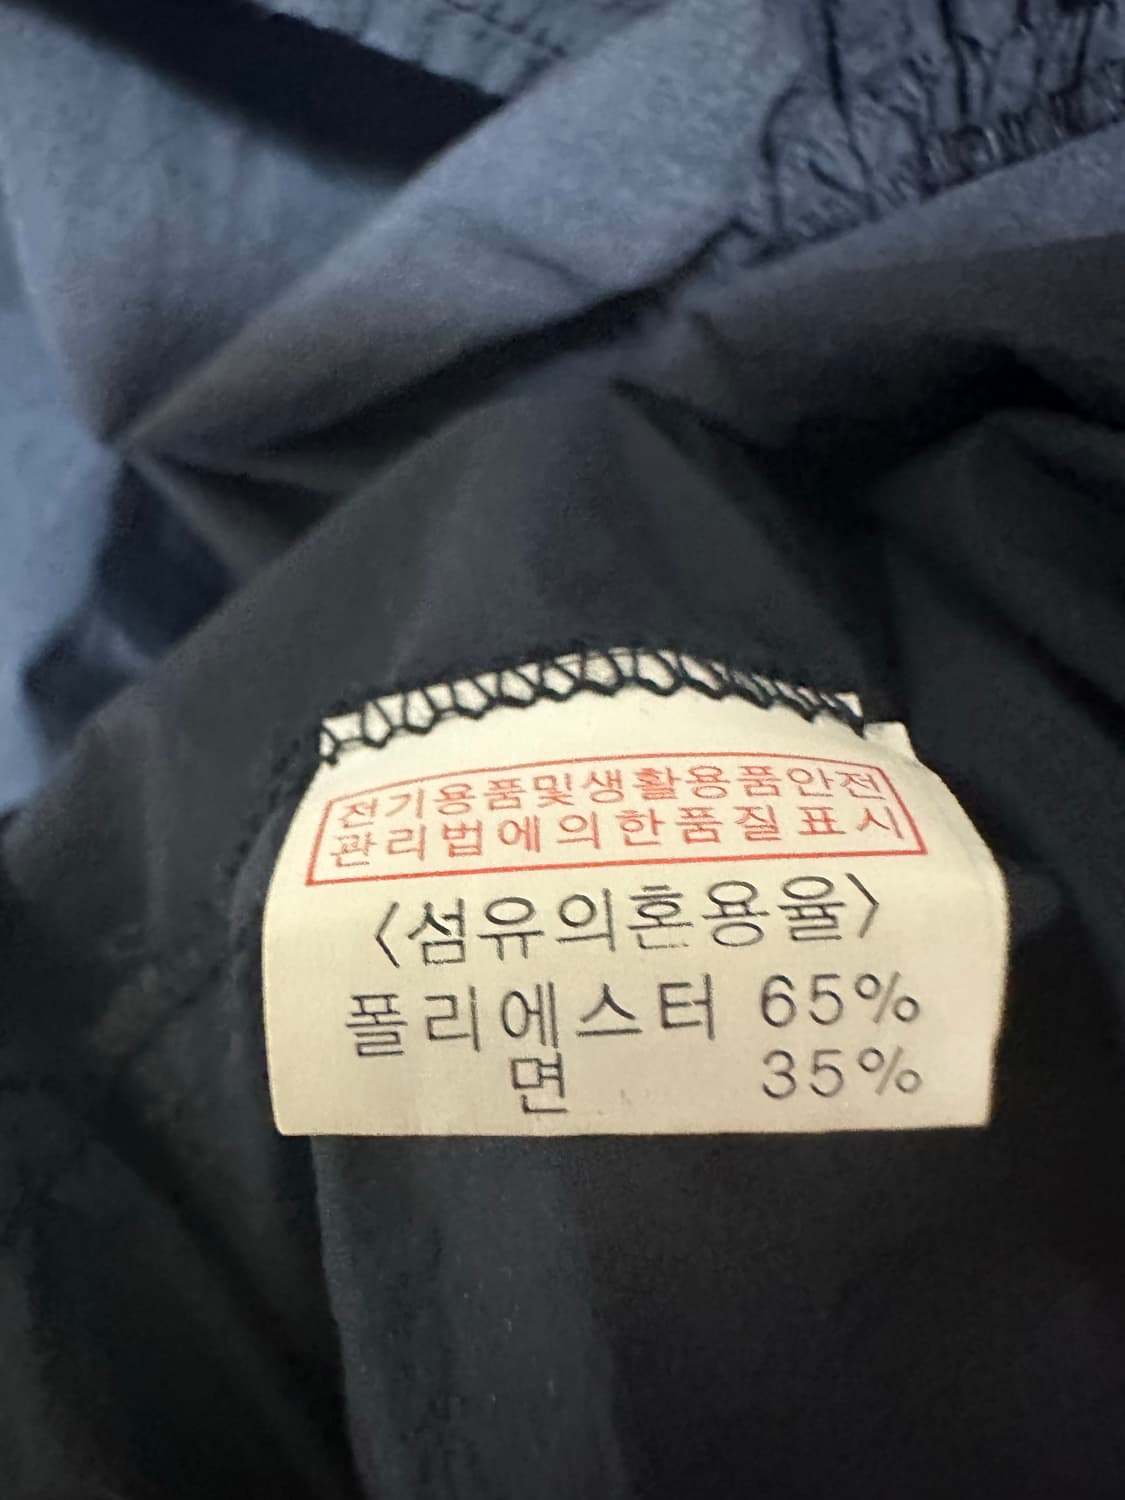 전기용품및생활용품안전
관리법에의한품질표시
〈섬유의혼용율〉
폴리에스터 65%
면 35%